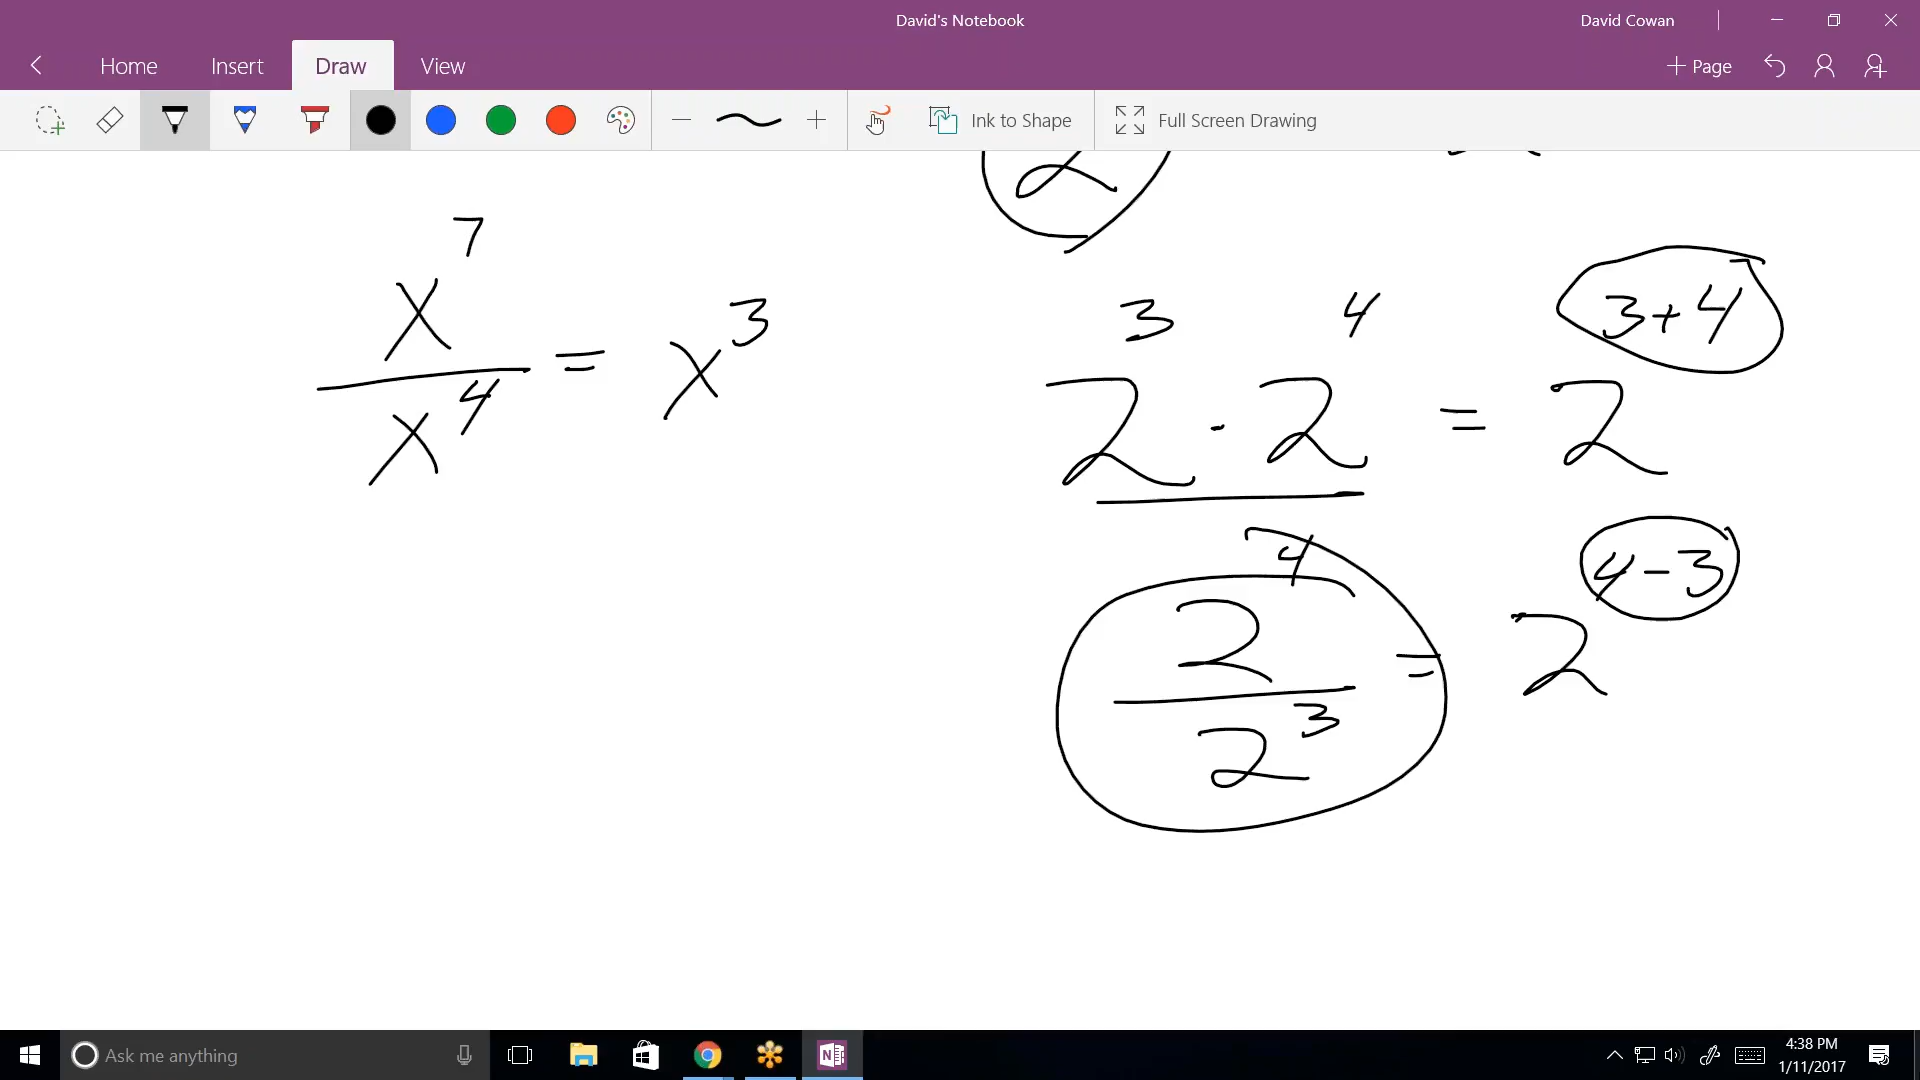 David's Notebook
David Cowan
Home Insert Draw View
Page
Ink to Shape
Full Screen Drawing
2
x^7 / x^4 = x^3
2^3 · 2^4 = 2^(3+4)
2^4 / 2^3 = 2^(4-3)
Ask me anything
4:38 PM
1/11/2017